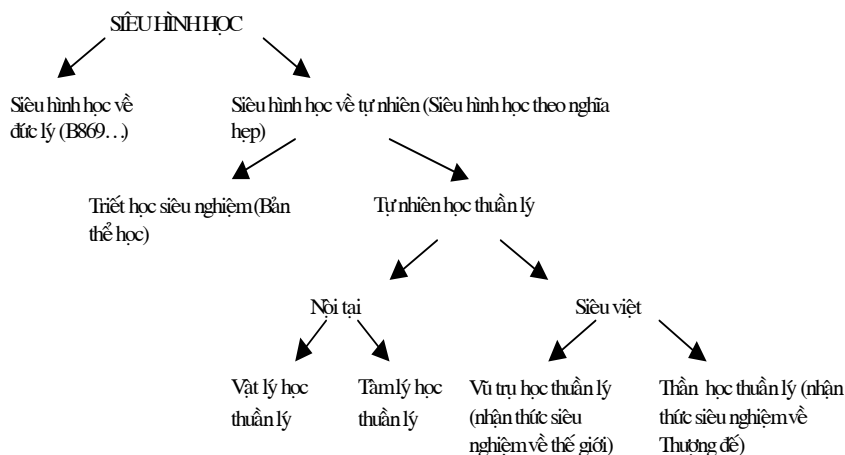 SIÊU HÌNH HỌC
Siêu hình học về
đức lý (B869…)
Siêu hình học về tự nhiên (Siêu hình học theo nghĩa
hẹp)
Triết học siêu nghiệm (Bản
thể học)
Tự nhiên học thuần lý
Nội tại
Siêu việt
Vật lý học
thuần lý
Tâm lý học
thuần lý
Vũ trụ học thuần lý
(nhận thức siêu
nghiệm về thế giới)
Thần học thuần lý (nhận
thức siêu nghiệm về
Thượng đế)